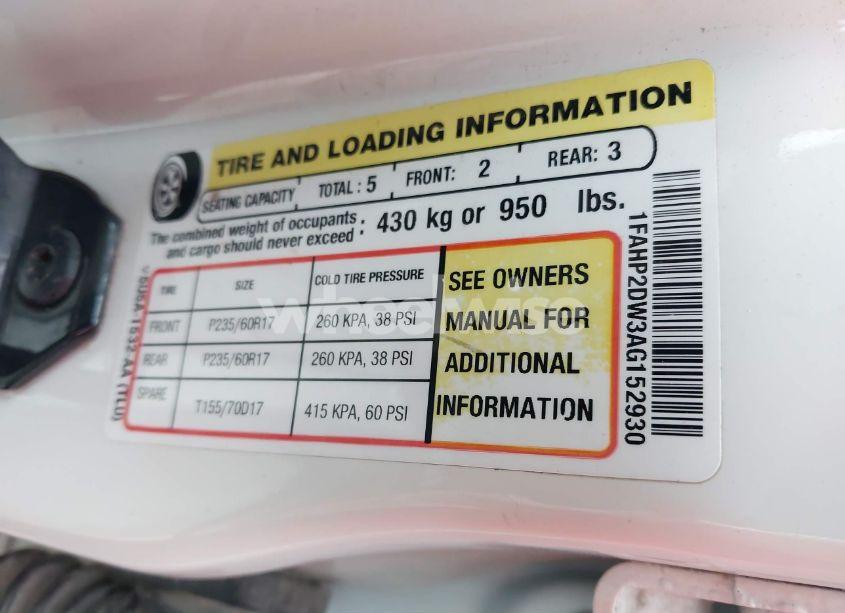 TIRE AND LOADING INFORMATION
SEATING CAPACITY TOTAL : 5 FRONT: 2 REAR: 3
The combined weight of occupants and cargo should never exceed : 430 kg or 950 lbs.
TIRE SIZE COLD TIRE PRESSURE
FRONT P235/60R17 260 KPA, 38 PSI
REAR P235/60R17 260 KPA, 38 PSI
SPARE T155/70D17 415 KPA, 60 PSI
SEE OWNERS
MANUAL FOR
ADDITIONAL
INFORMATION
1FAHP2DW3AG152930
wheelwise